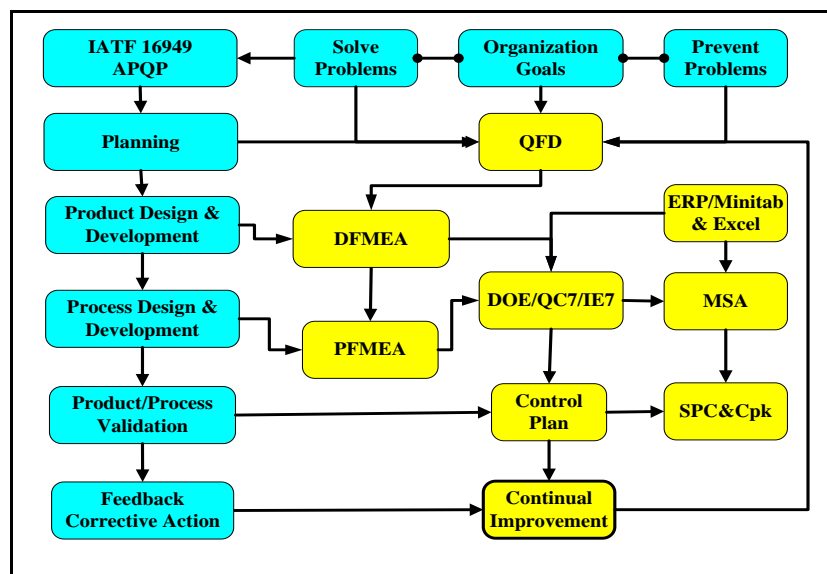 IATF 16949
APQP
Solve
Problems
Organization
Goals
Prevent
Problems
Planning
QFD
Product Design &
Development
DFMEA
ERP/Minitab
& Excel
Process Design &
Development
PFMEA
DOE/QC7/IE7
MSA
Product/Process
Validation
Control
Plan
SPC&Cpk
Feedback
Corrective Action
Continual
Improvement